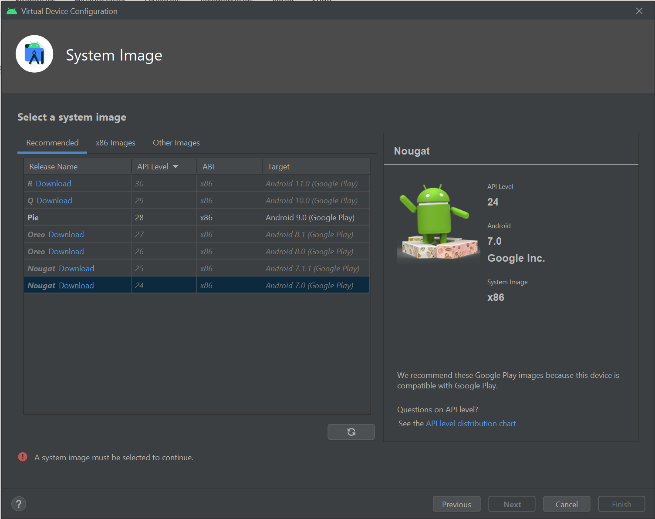 Virtual Device Configuration
System Image
Select a system image
Recommended x86 Images Other Images
Release Name API Level ABI Target
R Download 30 x86 Android 11.0 (Google Play)
Q Download 29 x86 Android 10.0 (Google Play)
Pie 28 x86 Android 9.0 (Google Play)
Oreo Download 27 x86 Android 8.1 (Google Play)
Oreo Download 26 x86 Android 8.0 (Google Play)
Nougat Download 25 x86 Android 7.1.1 (Google Play)
Nougat Download 24 x86 Android 7.0 (Google Play)
Nougat
API Level
24
Android
7.0
Google Inc.
System Image
x86
We recommend these Google Play images because this device is
compatible with Google Play.
Questions on API level?
See the API level distribution chart
A system image must be selected to continue.
? Previous Next Cancel Finish